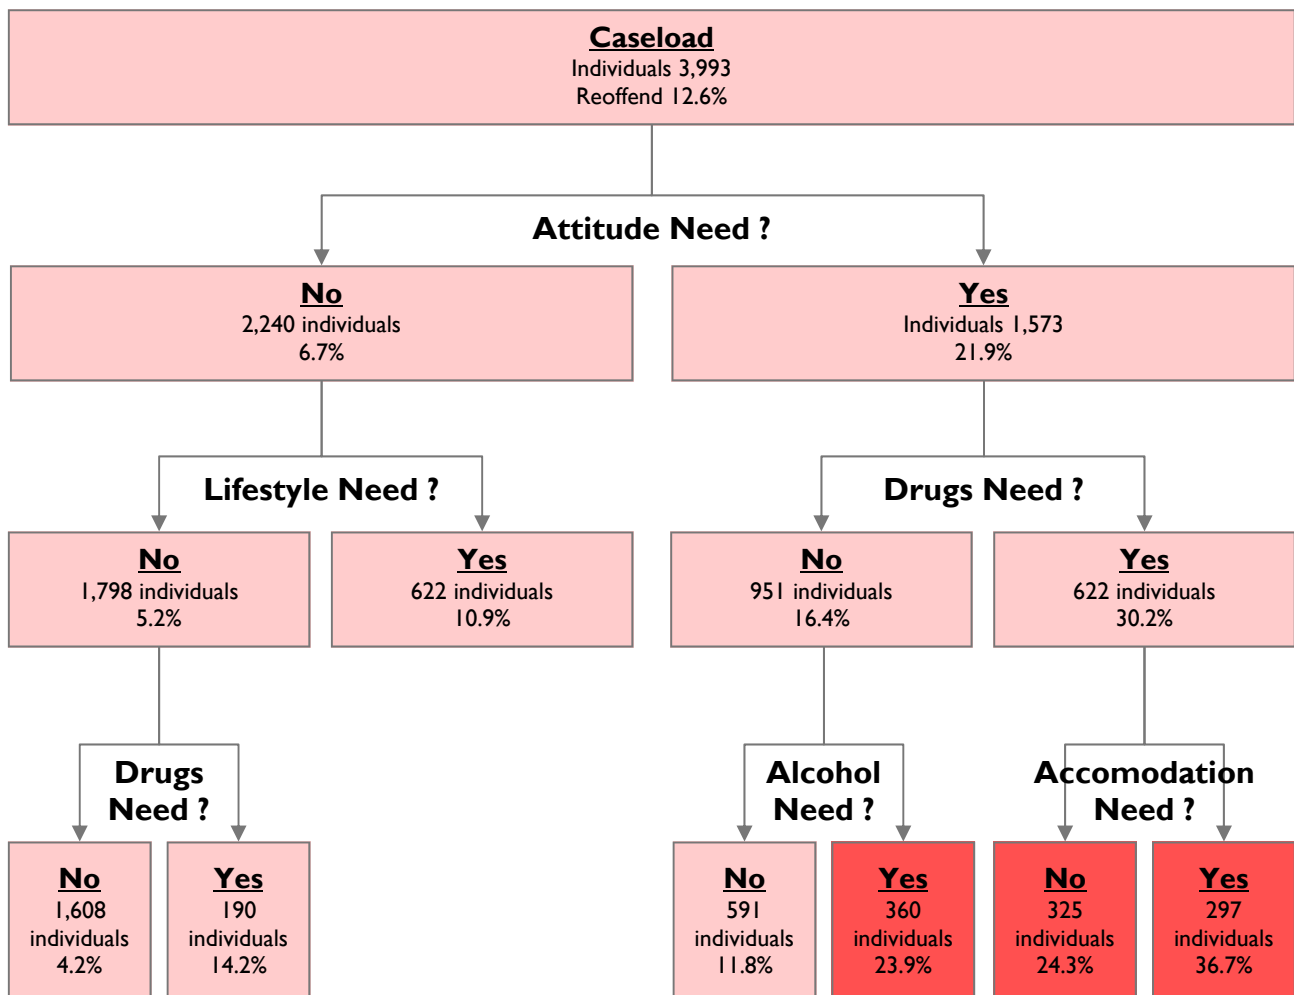 Caseload
Individuals 3,993
Reoffend 12.6%
Attitude Need ?
No
2,240 individuals
6.7%
Yes
Individuals 1,573
21.9%
Lifestyle Need ?
Drugs Need ?
No
1,798 individuals
5.2%
Yes
622 individuals
10.9%
No
951 individuals
16.4%
Yes
622 individuals
30.2%
Drugs
Need ?
Alcohol
Need ?
Accomodation
Need ?
No
1,608
individuals
4.2%
Yes
190
individuals
14.2%
No
591
individuals
11.8%
Yes
360
individuals
23.9%
No
325
individuals
24.3%
Yes
297
individuals
36.7%